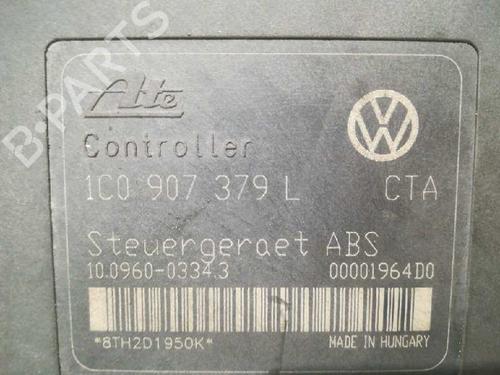 B-PARTS
Ate
Controller
1C0 907 379 L CTA
Steuergeraet ABS
10.0960-0334.3 00001964D0
*8TH2D1950K* MADE IN HUNGARY